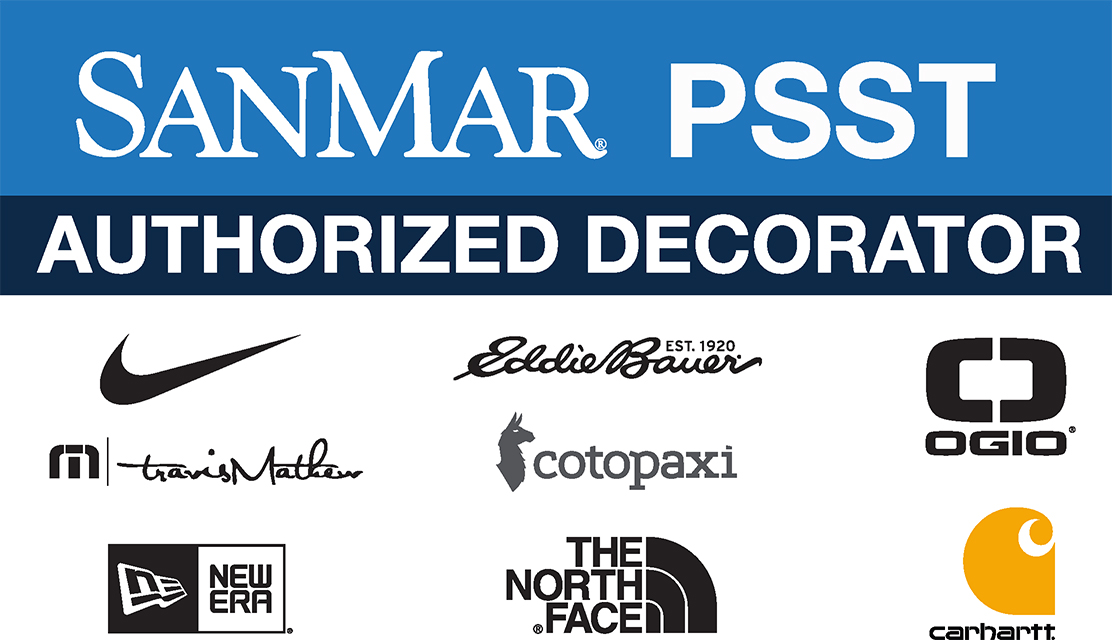 SANMAR® PSST
AUTHORIZED DECORATOR
EST. 1920
Eddie Bauer
OGIO®
travisMathew
cotopaxi
NEW
ERA®
THE
NORTH
FACE®
carhartt